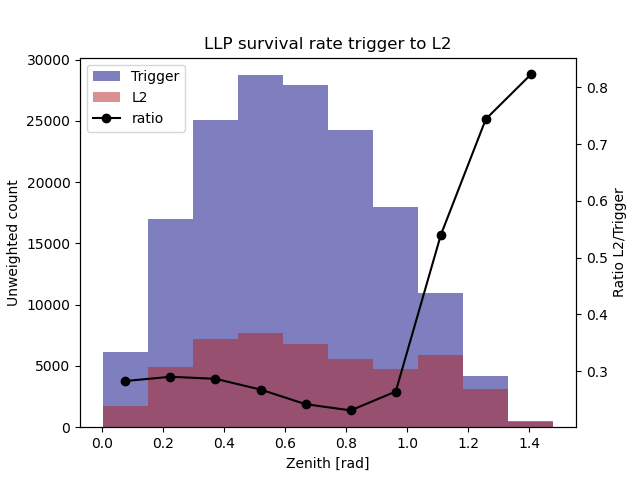 LLP survival rate trigger to L2
Trigger
L2
ratio
Unweighted count
30000
25000
20000
15000
10000
5000
0
0.0 0.2 0.4 0.6 0.8 1.0 1.2 1.4
Zenith [rad]
0.8
0.7
0.6
0.5
0.4
0.3
Ratio L2/Trigger